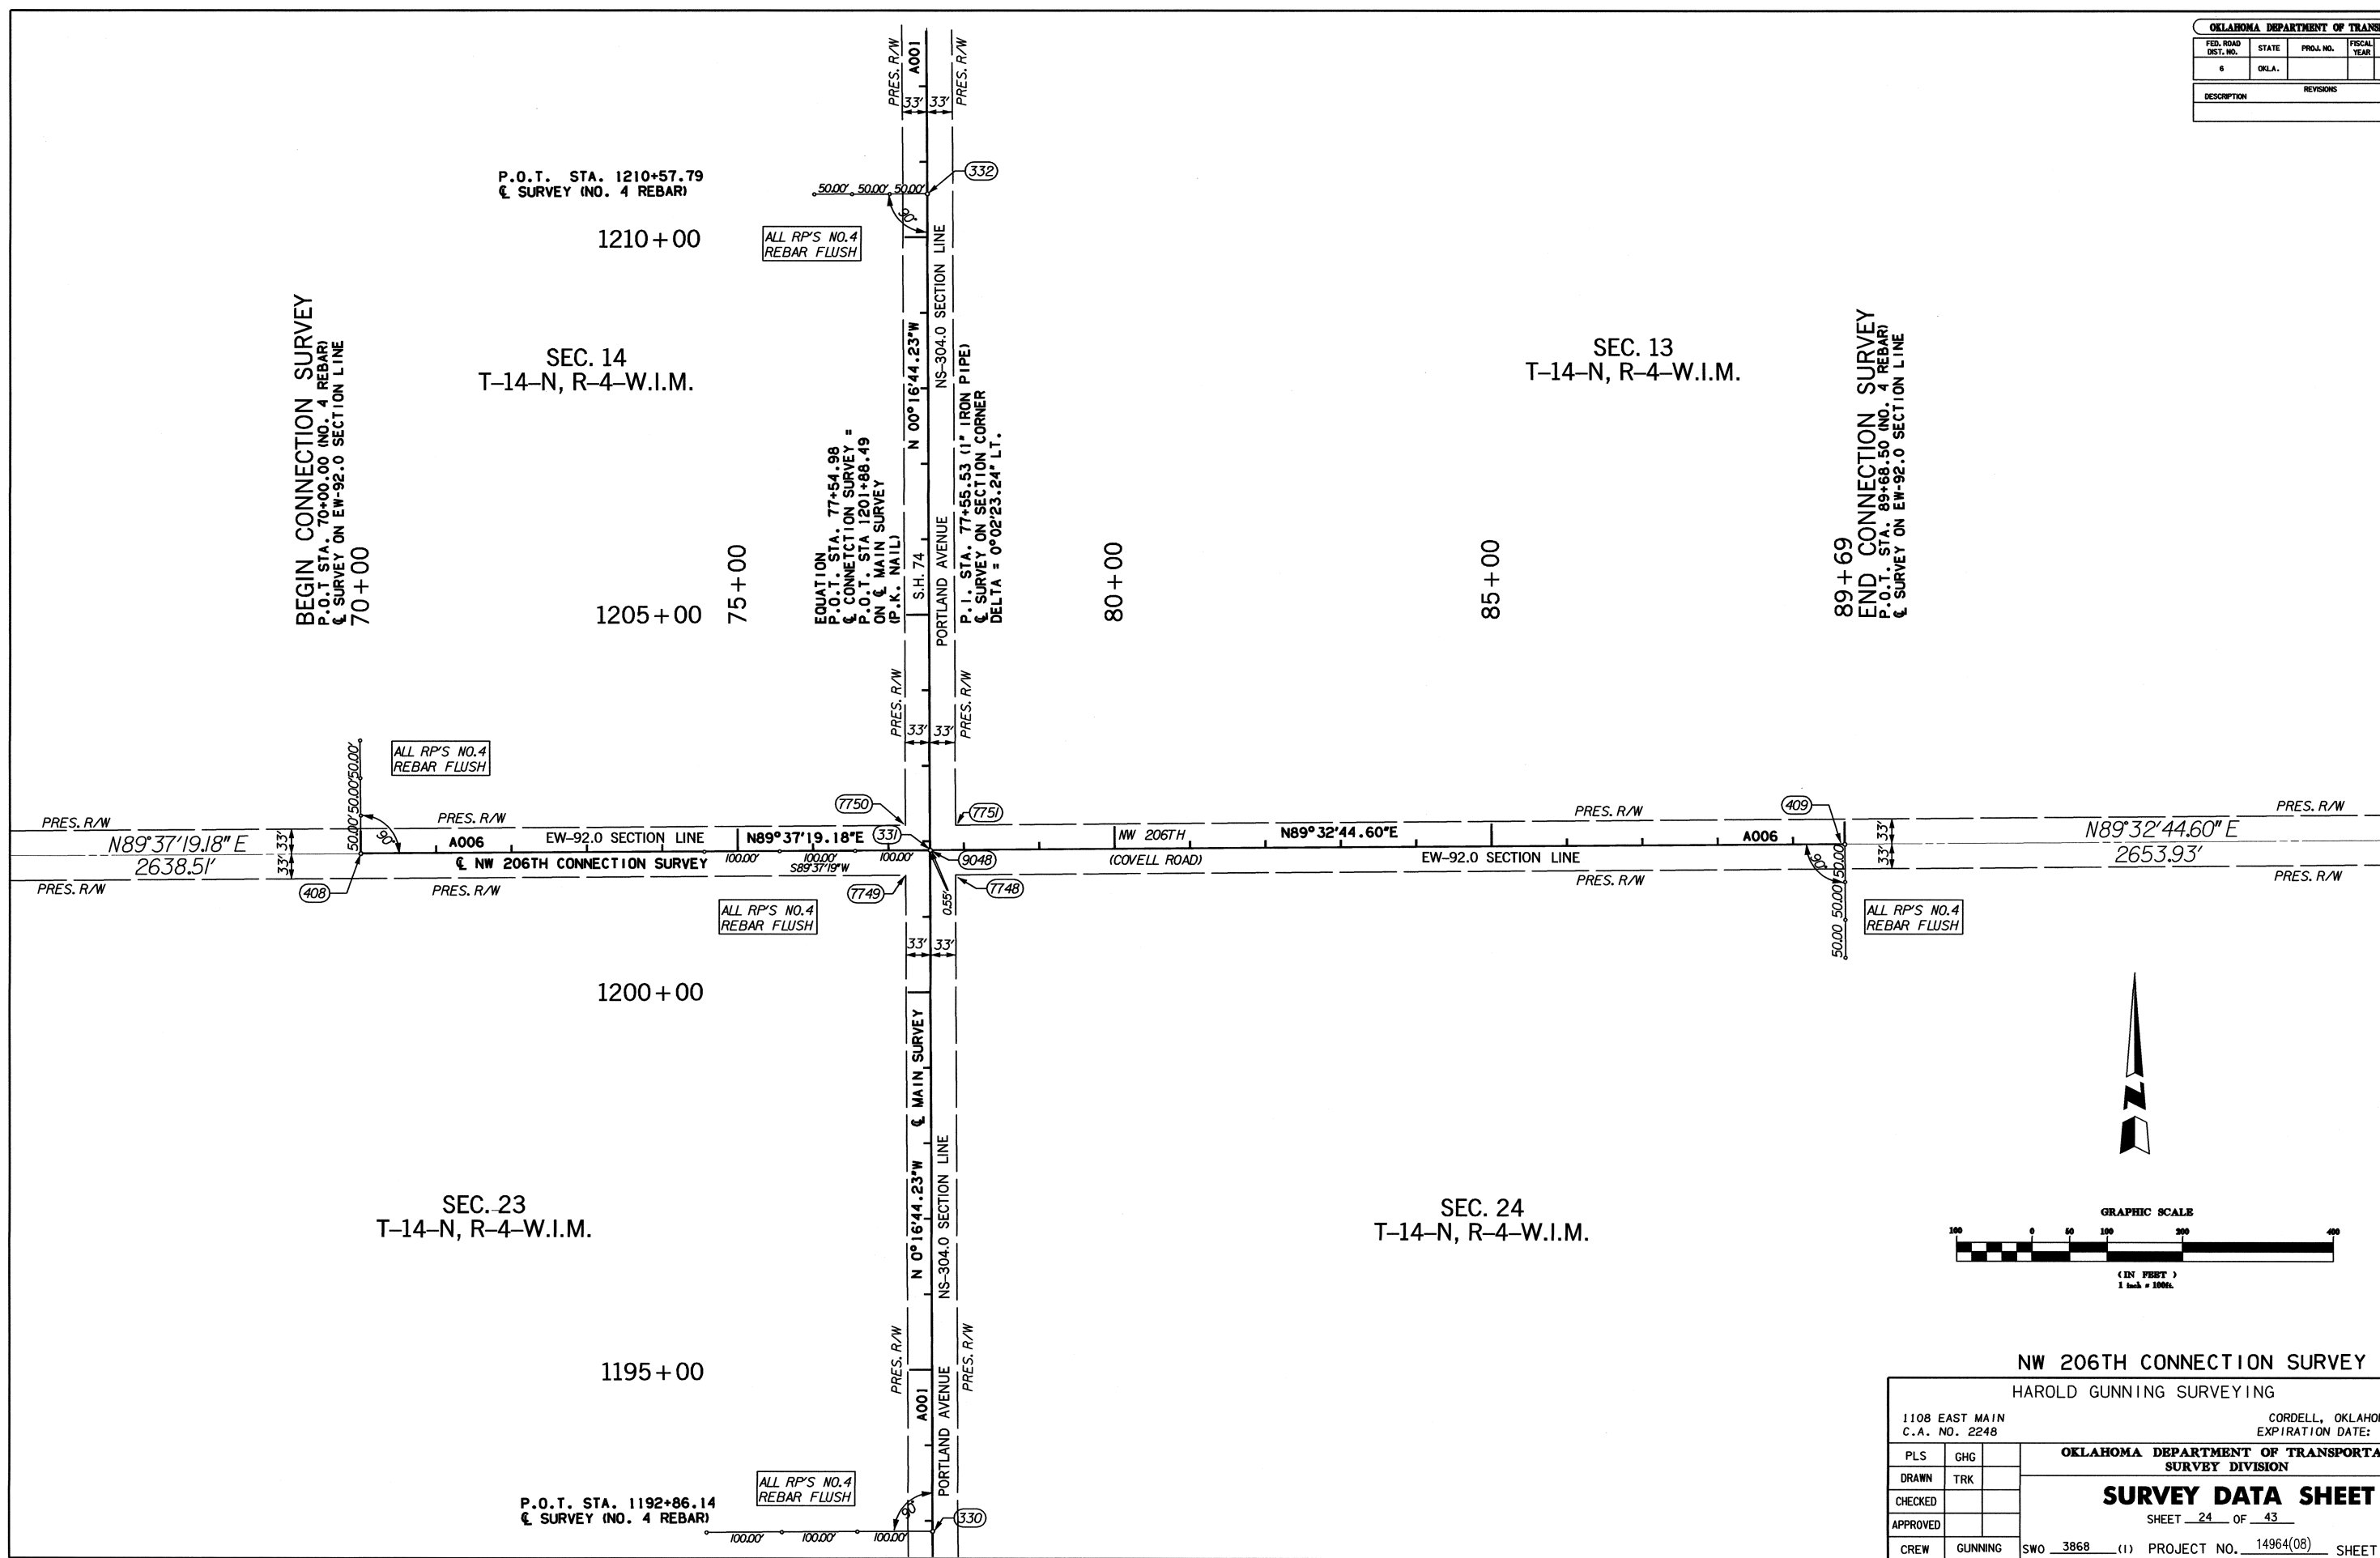 OKLAHOMA DEPARTMENT OF
FED. ROAD DIST. NO.
STATE
PROJ. NO.
FISCAL YEAR
6
OKLA.
REVISIONS
DESCRIPTION
PRES. R/W
A001
PRES. R/W
33' 33'
P.O.T. STA. 1210+57.79
℄ SURVEY (NO. 4 REBAR)
50.00' 50.00' 50.00'
332
90°
1210+00
ALL RP'S NO.4
REBAR FLUSH
BEGIN CONNECTION SURVEY
P.O.T STA. 70+00.00 (NO. 4 REBAR)
℄ SURVEY ON EW-92.0 SECTION LINE
70+00
SEC. 14
T-14-N, R-4-W.I.M.
N 00°16'44.23"W
NS-304.0 SECTION LINE
SEC. 13
T-14-N, R-4-W.I.M.
END CONNECTION SURVEY
P.O.T. STA. 89+68.50 (NO. 4 REBAR)
℄ SURVEY ON EW-92.0 SECTION LINE
89+69
1205+00
75+00
EQUATION
P.O.T. STA. 77+54.98
℄ CONNETCTION SURVEY =
P.O.T. STA 1201+88.49
ON ℄ MAIN SURVEY
(P.K. NAIL)
S.H. 74
PORTLAND AVENUE
P.I. STA. 77+55.53 (1" IRON PIPE)
℄ SURVEY ON SECTION CORNER
DELTA = 0°02'23.24" LT.
80+00
85+00
PRES. R/W
PRES. R/W
33' 33'
ALL RP'S NO.4
REBAR FLUSH
50.00' 50.00' 50.00'
90°
PRES. R/W
PRES. R/W
7750
7751
PRES. R/W
409
PRES. R/W
N89°37'19.18" E
2638.51'
33' 33'
A006
EW-92.0 SECTION LINE
N89°37'19.18"E
331
NW 206TH
N89°32'44.60"E
A006
33' 33'
N89°32'44.60" E
2653.93'
℄ NW 206TH CONNECTION SURVEY
100.00' 100.00' 100.00'
S89°37'19"W
9048
(COVELL ROAD)
EW-92.0 SECTION LINE
90°
PRES. R/W
408
PRES. R/W
7749
0.55'
7748
PRES. R/W
PRES. R/W
50.00 50.00' 50.00'
ALL RP'S NO.4
REBAR FLUSH
ALL RP'S NO.4
REBAR FLUSH
33' 33'
1200+00
℄ MAIN SURVEY
N 0°16'44.23"W
NS-304.0 SECTION LINE
N
SEC. 23
T-14-N, R-4-W.I.M.
SEC. 24
T-14-N, R-4-W.I.M.
GRAPHIC SCALE
100 0 50 100 200 400
( IN FEET )
1 inch = 100ft.
PRES. R/W
PRES. R/W
1195+00
A001
PORTLAND AVENUE
ALL RP'S NO.4
REBAR FLUSH
P.O.T. STA. 1192+86.14
℄ SURVEY (NO. 4 REBAR)
90°
330
100.00' 100.00' 100.00'
NW 206TH CONNECTION SURVEY
HAROLD GUNNING SURVEYING
1108 EAST MAIN
C.A. NO. 2248
CORDELL,
EXPIRATION DATE:
PLS GHG
DRAWN TRK
CHECKED
APPROVED
CREW GUNNING
OKLAHOMA DEPARTMENT OF
SURVEY DIVISION
SURVEY DATA SHEET
SHEET 24 OF 43
SWO 3868 (1) PROJECT NO. 14964(08) SHEET